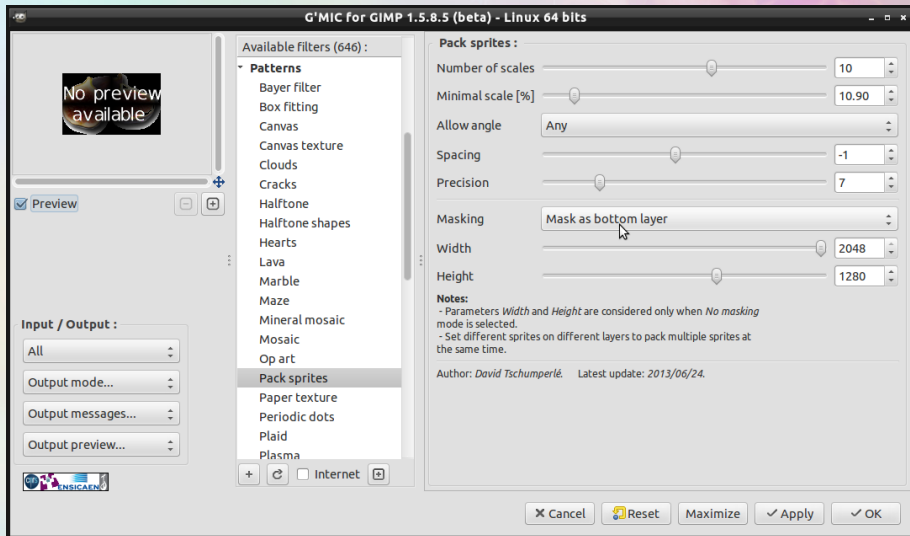 G'MIC for GIMP 1.5.8.5 (beta) - Linux 64 bits
No preview
available
Preview
Input / Output :
All
Output mode...
Output messages...
Output preview...
ENSICAEN
Available filters (646) :
Patterns
Bayer filter
Box fitting
Canvas
Canvas texture
Clouds
Cracks
Halftone
Halftone shapes
Hearts
Lava
Marble
Maze
Mineral mosaic
Mosaic
Op art
Pack sprites
Paper texture
Periodic dots
Plaid
Plasma
Internet
Pack sprites :
Number of scales 10
Minimal scale [%] 10.90
Allow angle Any
Spacing -1
Precision 7
Masking Mask as bottom layer
Width 2048
Height 1280
Notes:
- Parameters Width and Height are considered only when No masking
mode is selected.
- Set different sprites on different layers to pack multiple sprites at
the same time.
Author: David Tschumperlé. Latest update: 2013/06/24.
Cancel Reset Maximize Apply OK